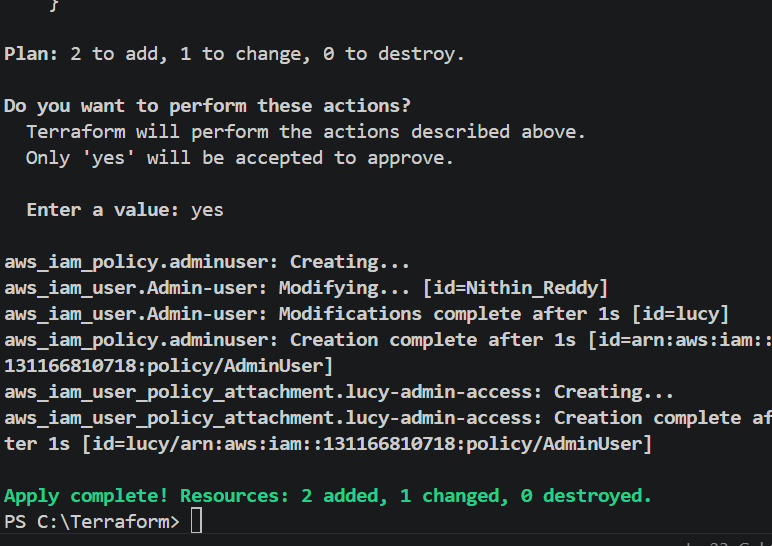 }
Plan: 2 to add, 1 to change, 0 to destroy.
Do you want to perform these actions?
Terraform will perform the actions described above.
Only 'yes' will be accepted to approve.
Enter a value: yes
aws_iam_policy.adminuser: Creating...
aws_iam_user.Admin-user: Modifying... [id=Nithin_Reddy]
aws_iam_user.Admin-user: Modifications complete after 1s [id=lucy]
aws_iam_policy.adminuser: Creation complete after 1s [id=arn:aws:iam::
131166810718:policy/AdminUser]
aws_iam_user_policy_attachment.lucy-admin-access: Creating...
aws_iam_user_policy_attachment.lucy-admin-access: Creation complete af
ter 1s [id=lucy/arn:aws:iam::131166810718:policy/AdminUser]
Apply complete! Resources: 2 added, 1 changed, 0 destroyed.
PS C:\Terraform>